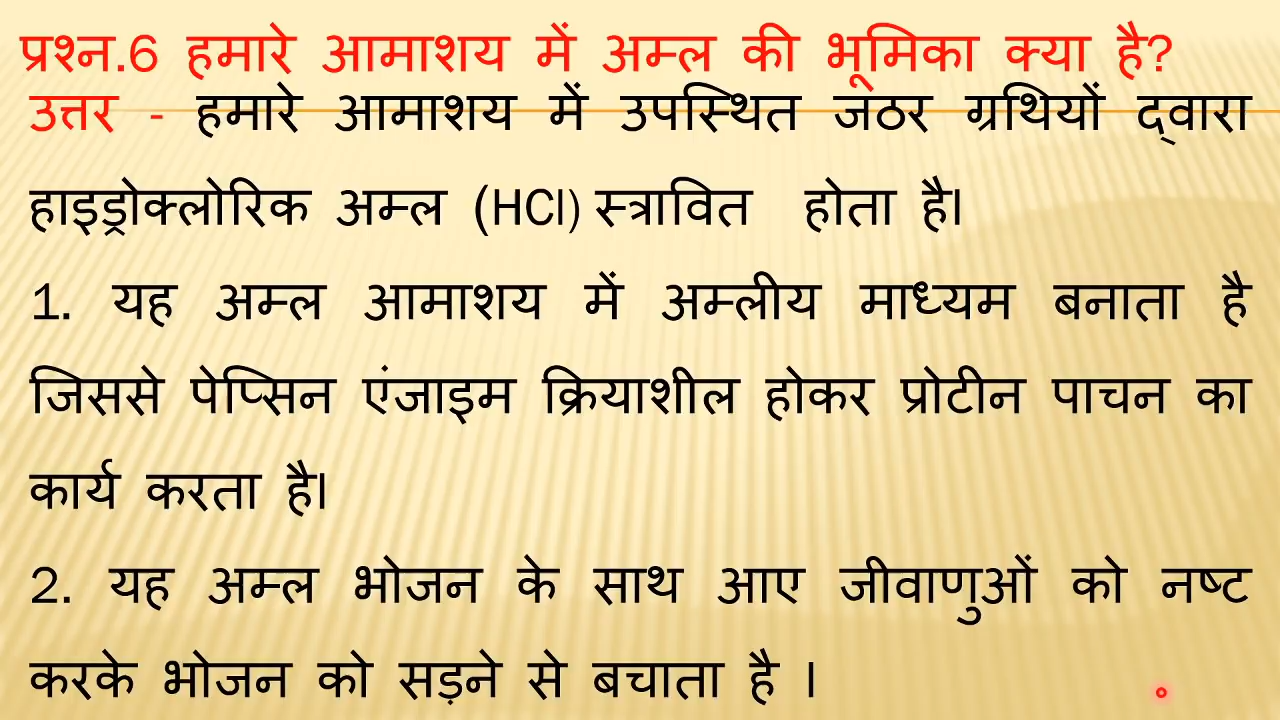 प्रश्न.6 हमारे आमाशय में अम्ल की भूमिका क्या है?
उत्तर - हमारे आमाशय में उपस्थित जठर ग्रथियों द्वारा
हाइड्रोक्लोरिक अम्ल (HCl) स्त्रावित होता है।
1. यह अम्ल आमाशय में अम्लीय माध्यम बनाता है
जिससे पेप्सिन एंजाइम क्रियाशील होकर प्रोटीन पाचन का
कार्य करता है।
2. यह अम्ल भोजन के साथ आए जीवाणुओं को नष्ट
करके भोजन को सड़ने से बचाता है ।